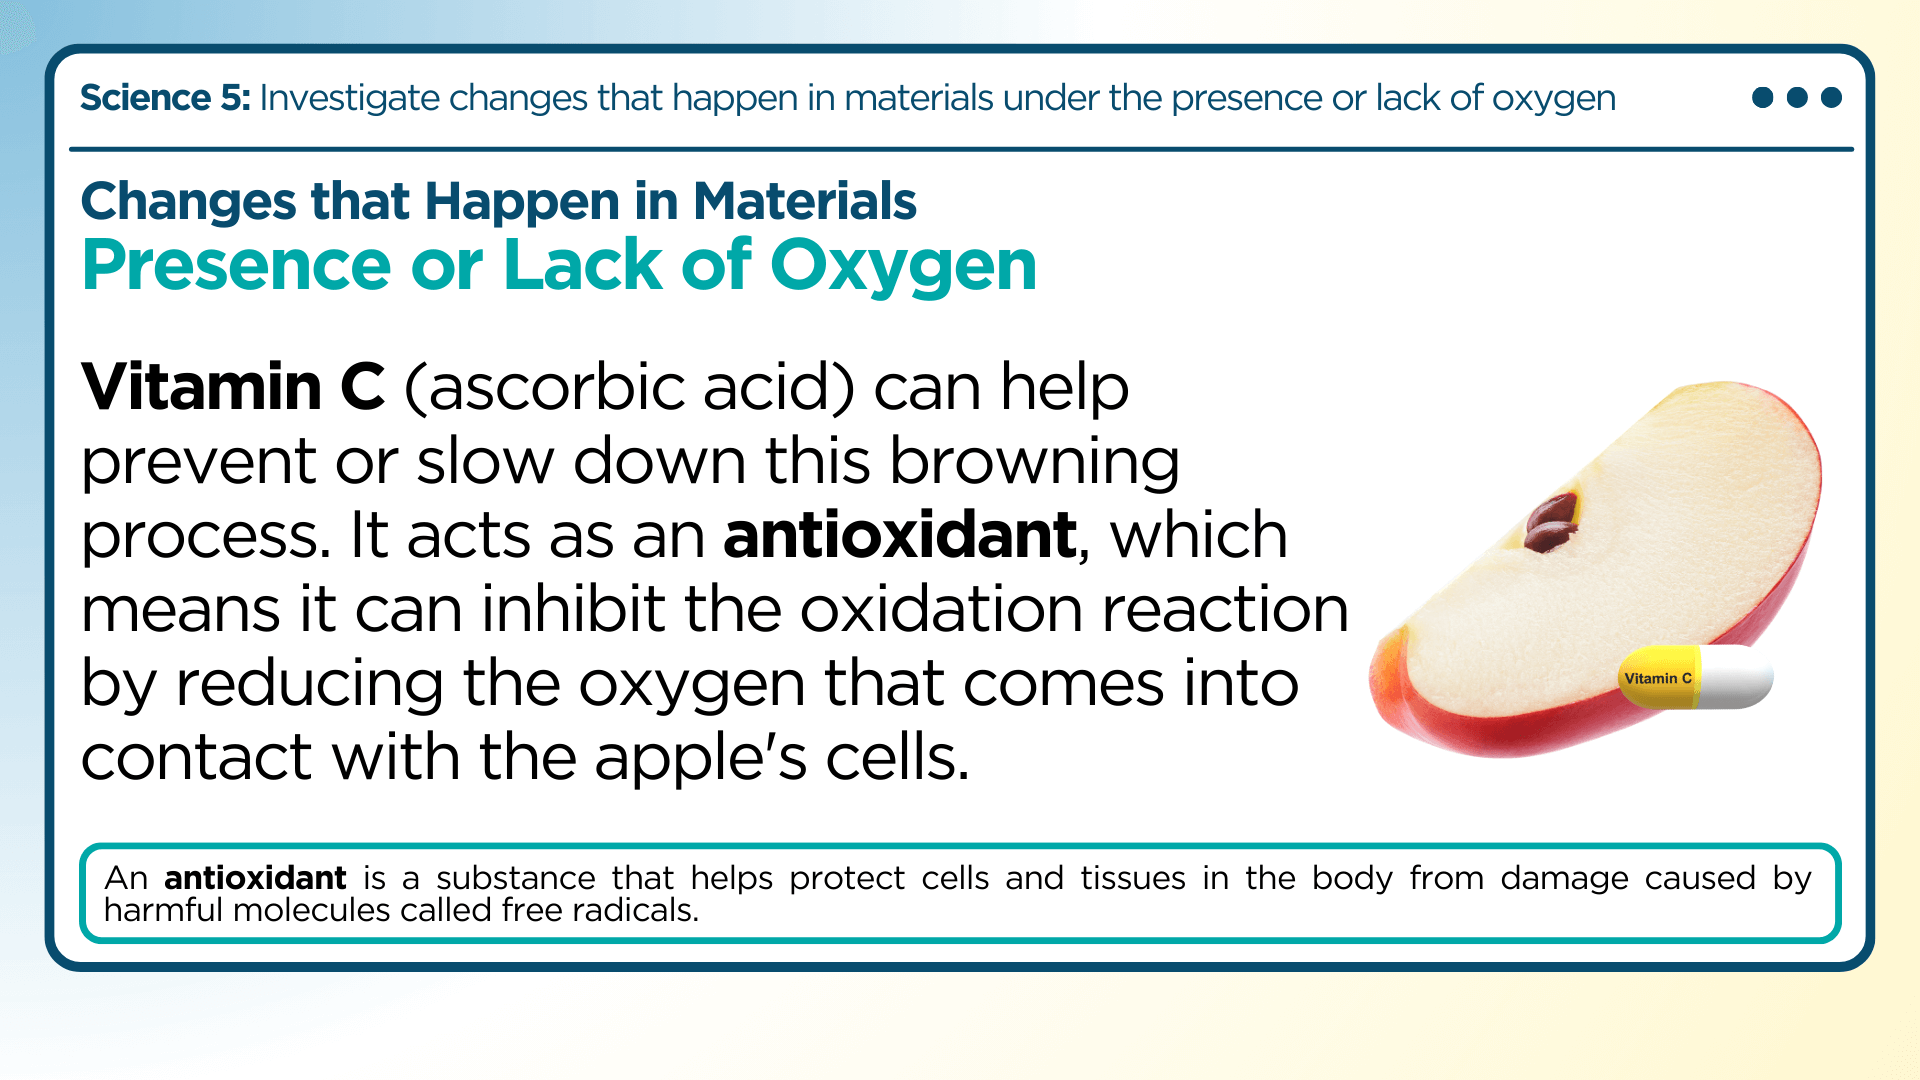 Science 5: Investigate changes that happen in materials under the presence or lack of oxygen
Changes that Happen in Materials
Presence or Lack of Oxygen
Vitamin C (ascorbic acid) can help
prevent or slow down this browning
process. It acts as an antioxidant, which
means it can inhibit the oxidation reaction
by reducing the oxygen that comes into
contact with the apple's cells.
Vitamin C
An antioxidant is a substance that helps protect cells and tissues in the body from damage caused by
harmful molecules called free radicals.